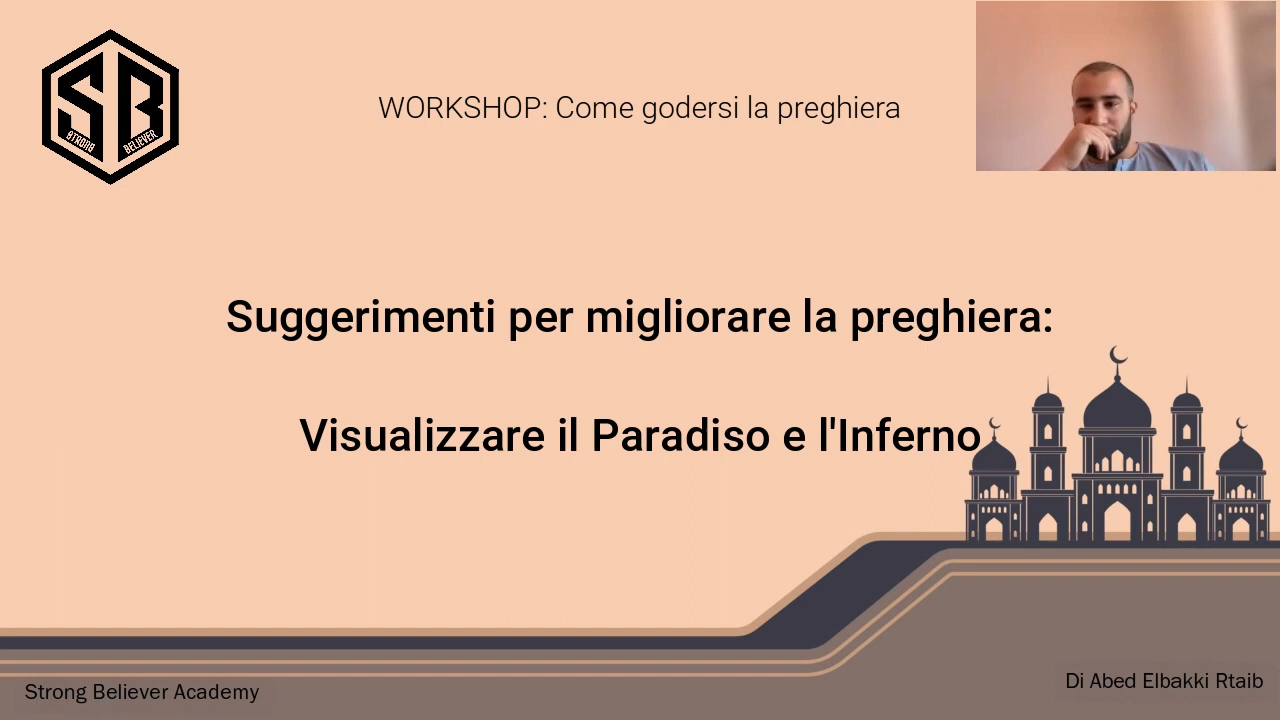 SB
STRONG BELIEVER
WORKSHOP: Come godersi la preghiera
Suggerimenti per migliorare la preghiera:
Visualizzare il Paradiso e l'Inferno
Strong Believer Academy
Di Abed Elbakki Rtaib